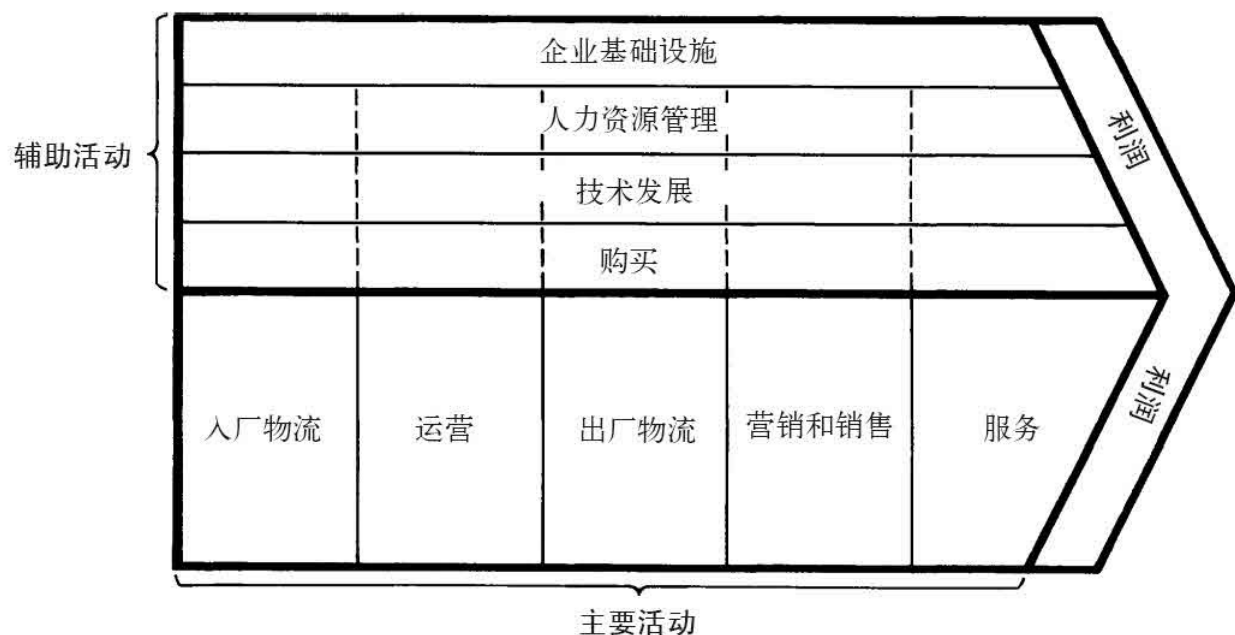 企业基础设施
人力资源管理
利润
辅助活动
技术发展
购买
入厂物流
运营
出厂物流
营销和销售
服务
利润
主要活动